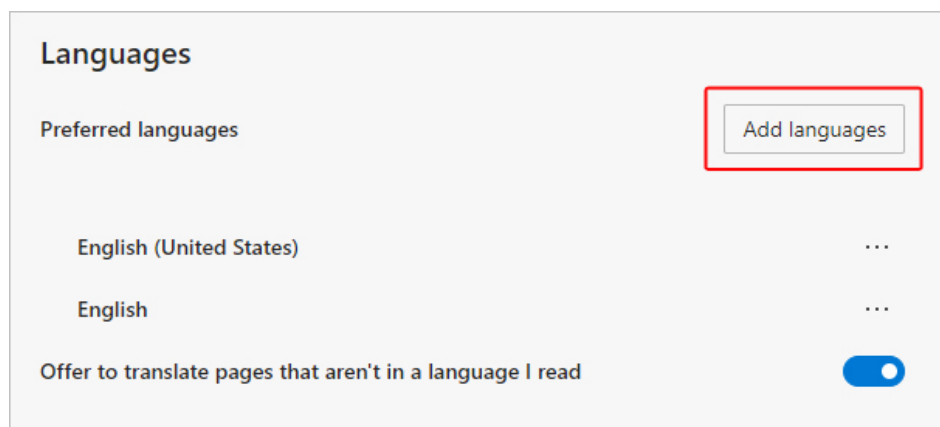 Languages
Preferred languages
Add languages
English (United States)
English
Offer to translate pages that aren't in a language I read